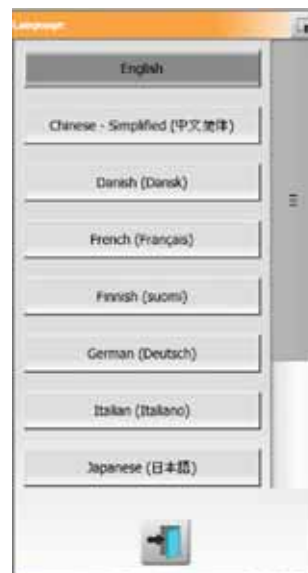 Language
English
Chinese - Simplified (中文简体)
Danish (Dansk)
French (Français)
Finnish (suomi)
German (Deutsch)
Italian (Italiano)
Japanese (日本語)